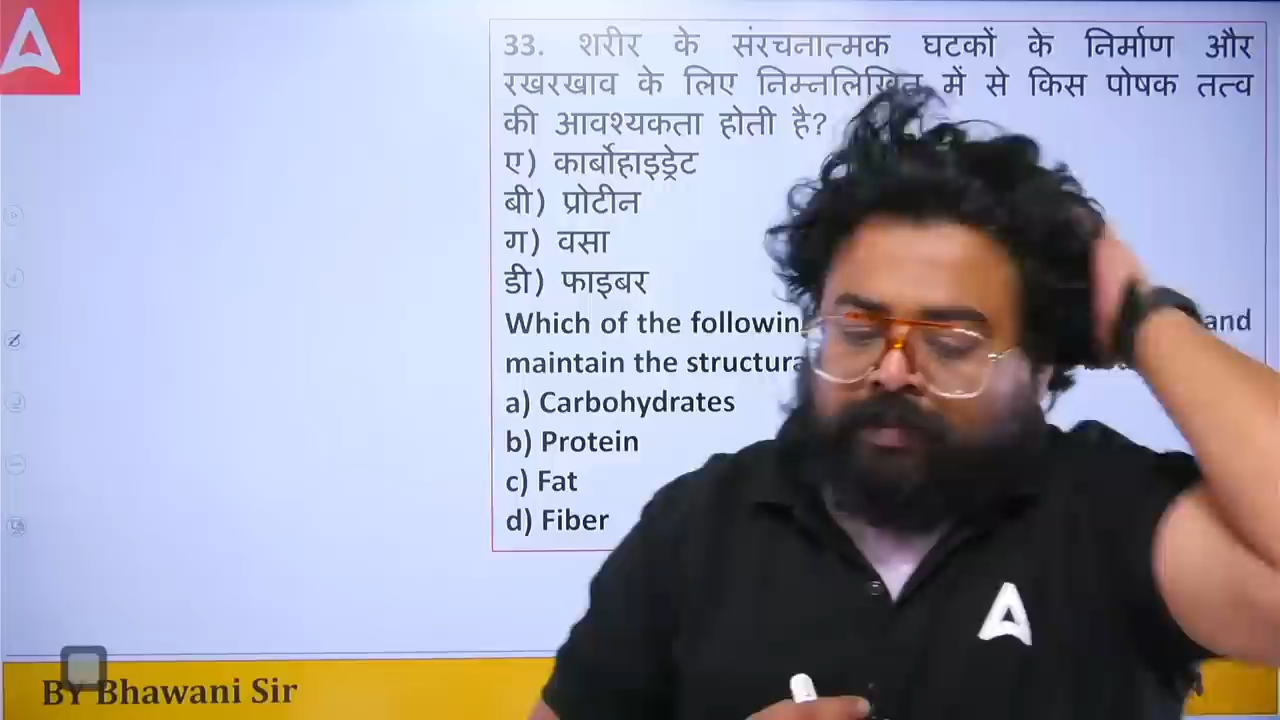 33. शरीर के संरचनात्मक घटकों के निर्माण और
रखरखाव के लिए निम्नलिखित में से किस पोषक तत्व
की आवश्यकता होती है?
ए) कार्बोहाइड्रेट
बी) प्रोटीन
ग) वसा
डी) फाइबर
Which of the followin and
maintain the structura
a) Carbohydrates
b) Protein
c) Fat
d) Fiber
BY Bhawani Sir